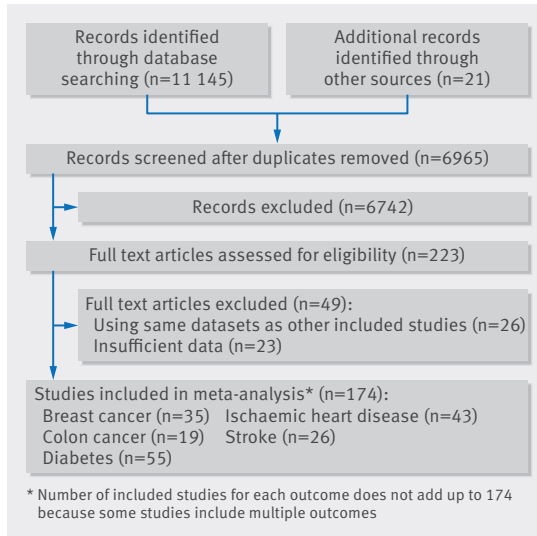 Records identified
through database
searching (n=11 145)
Additional records
identified through
other sources (n=21)
Records screened after duplicates removed (n=6965)
Records excluded (n=6742)
Full text articles assessed for eligibility (n=223)
Full text articles excluded (n=49):
Using same datasets as other included studies (n=26)
Insufficient data (n=23)
Studies included in meta-analysis* (n=174):
Breast cancer (n=35) Ischaemic heart disease (n=43)
Colon cancer (n=19) Stroke (n=26)
Diabetes (n=55)
* Number of included studies for each outcome does not add up to 174
because some studies include multiple outcomes